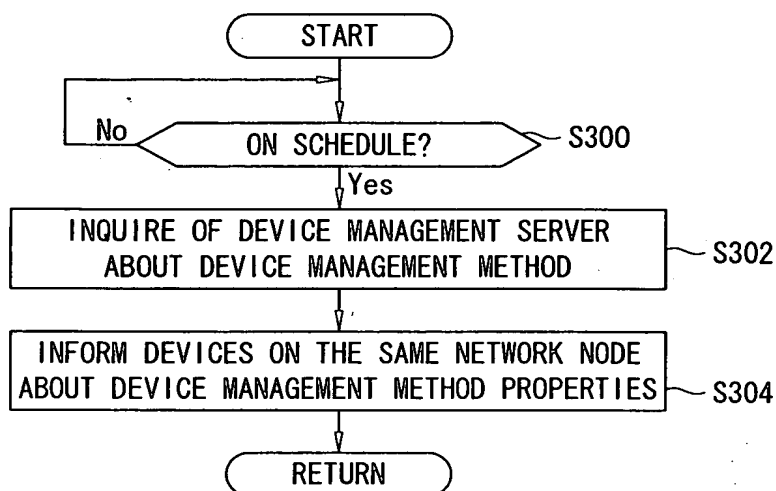 START
No
ON SCHEDULE?
S300
Yes
INQUIRE OF DEVICE MANAGEMENT SERVER
ABOUT DEVICE MANAGEMENT METHOD
S302
INFORM DEVICES ON THE SAME NETWORK NODE
ABOUT DEVICE MANAGEMENT METHOD PROPERTIES
S304
RETURN